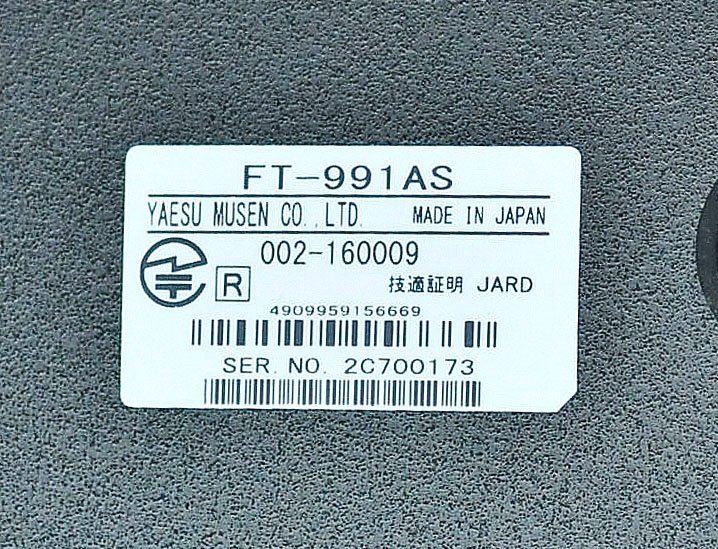 FT-991AS
YAESU MUSEN CO.,LTD. MADE IN JAPAN
002-160009
R
技適証明 JARD
4909959156669
SER. NO. 2C700173